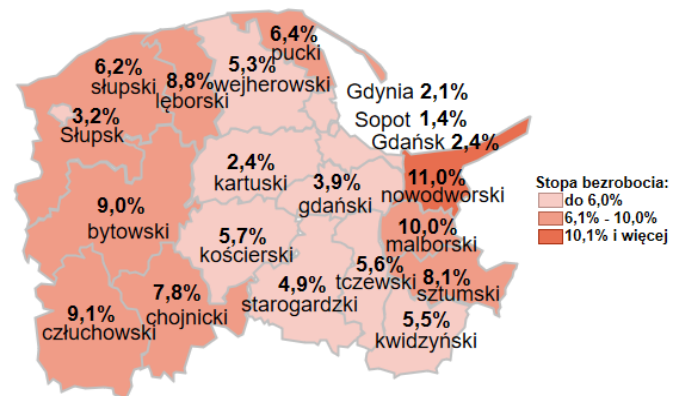 6,4%
pucki
6,2%
słupski
8,8%
lęborski
5,3%
wejherowski
Gdynia 2,1%
Sopot 1,4%
Gdańsk 2,4%
3,2%
Słupsk
2,4%
kartuski
3,9%
gdański
11,0%
nowodworski
9,0%
bytowski
5,7%
kościerski
10,0%
malborski
4,9%
starogardzki
5,6%
tczewski
8,1%
sztumski
9,1%
człuchowski
7,8%
chojnicki
5,5%
kwidzyński
Stopa bezrobocia:
do 6,0%
6,1% - 10,0%
10,1% i więcej